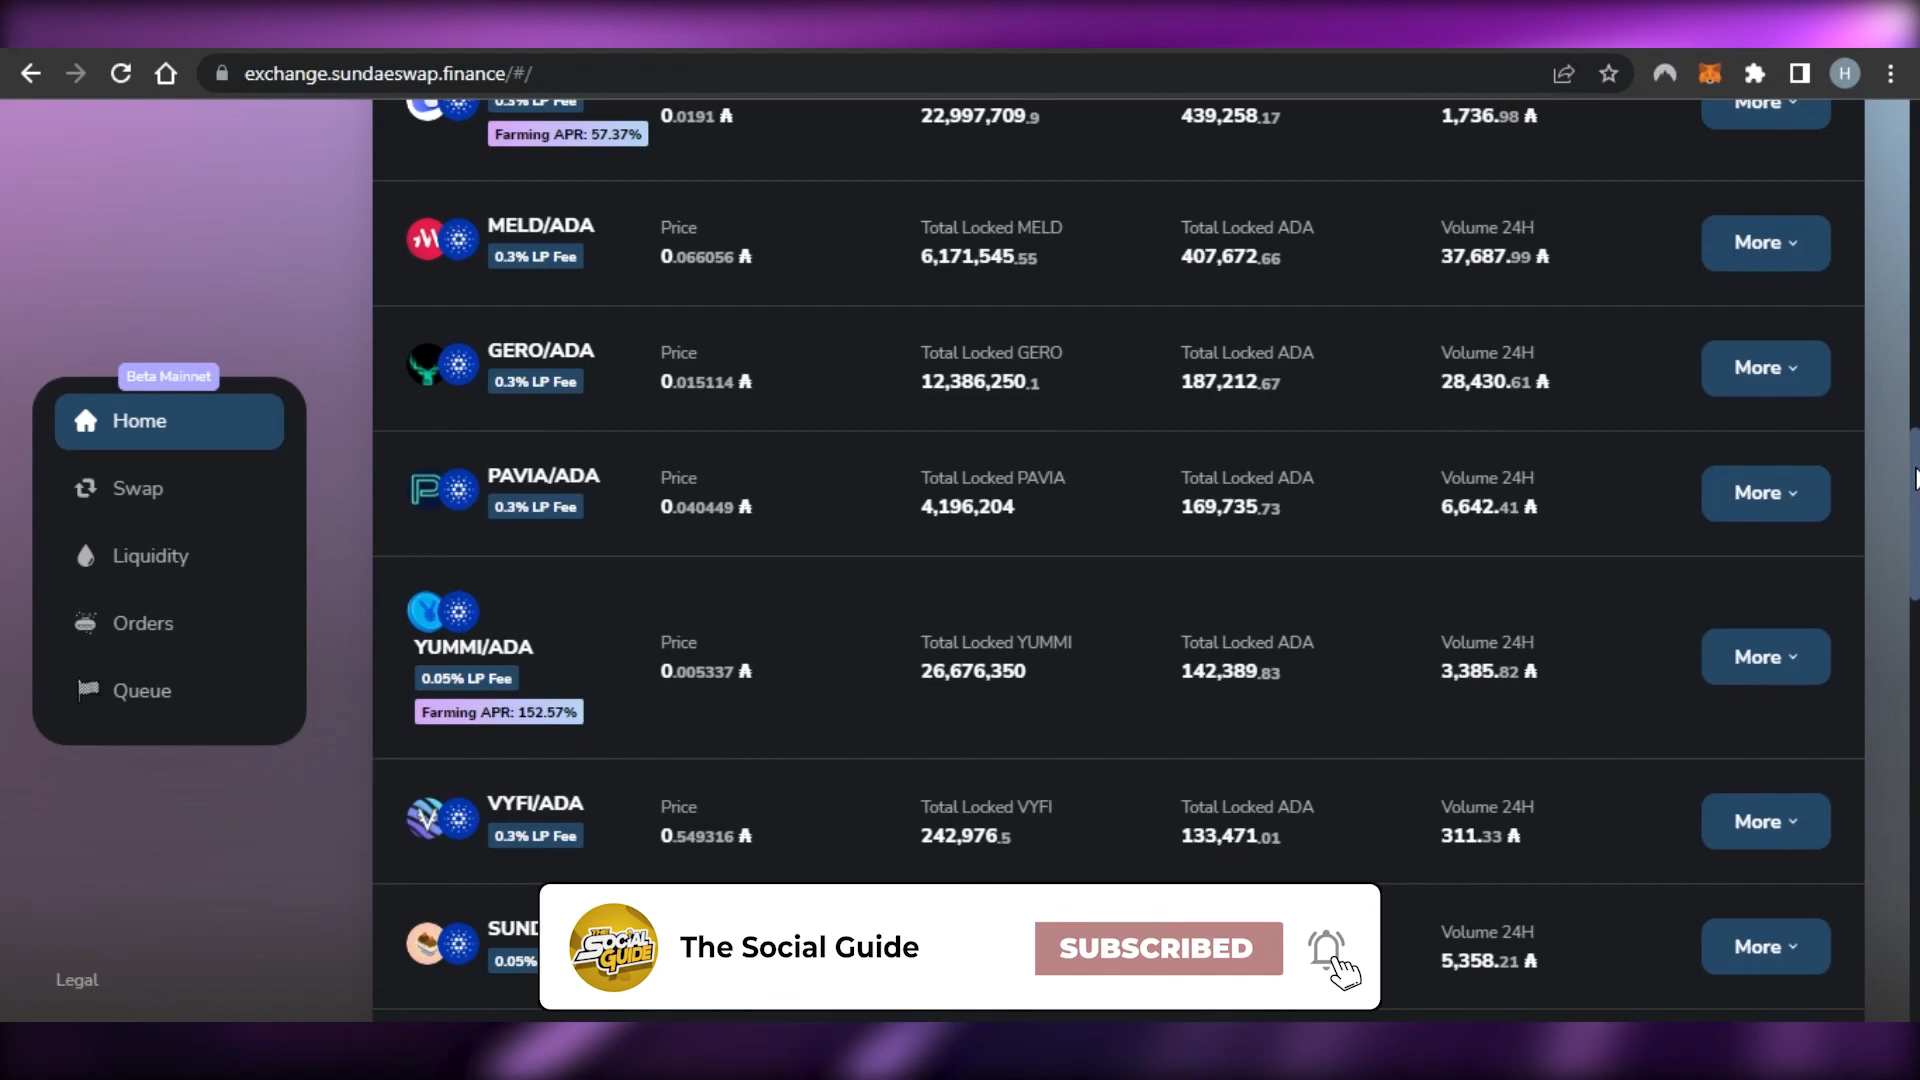 exchange.sundaeswap.finance/#/
H
0.3% LP Fee
0.0191 ₳
22,997,709.9
439,258.17
1,736.98 ₳
More
Farming APR: 57.37%
MELD/ADA
0.3% LP Fee
Price
0.066056 ₳
Total Locked MELD
6,171,545.55
Total Locked ADA
407,672.66
Volume 24H
37,687.99 ₳
More
GERO/ADA
0.3% LP Fee
Price
0.015114 ₳
Total Locked GERO
12,386,250.1
Total Locked ADA
187,212.67
Volume 24H
28,430.61 ₳
More
PAVIA/ADA
0.3% LP Fee
Price
0.040449 ₳
Total Locked PAVIA
4,196,204
Total Locked ADA
169,735.73
Volume 24H
6,642.41 ₳
More
YUMMI/ADA
0.05% LP Fee
Farming APR: 152.57%
Price
0.005337 ₳
Total Locked YUMMI
26,676,350
Total Locked ADA
142,389.83
Volume 24H
3,385.82 ₳
More
VYFI/ADA
0.3% LP Fee
Price
0.549316 ₳
Total Locked VYFI
242,976.5
Total Locked ADA
133,471.01
Volume 24H
311.33 ₳
More
SUND
0.05%
Volume 24H
5,358.21 ₳
More
Beta Mainnet
Home
Swap
Liquidity
Orders
Queue
Legal
THE SOCIAL GUIDE
The Social Guide
SUBSCRIBED